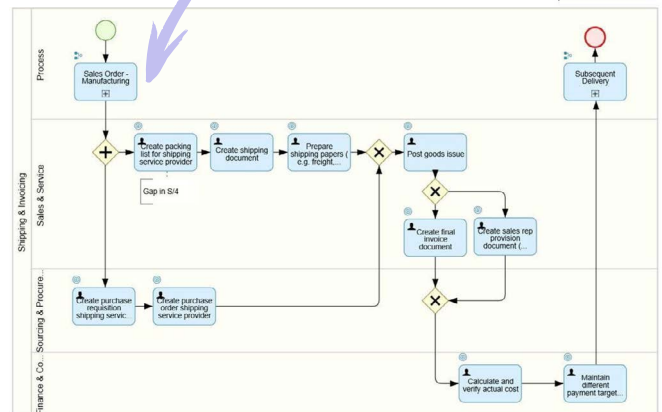 Shipping & Invoicing
Process
Sales Order -
Manufacturing
Subsequent
Delivery
Sales & Service
Create packing
list for shipping
service provider
Create shipping
document
Prepare
shipping papers (
e.g. freight,...
Post goods issue
Gap in S/4
Create final
invoice
document
Create sales rep
provision
document (...
Sourcing & Procure...
Create purchase
requisition
shipping servic...
Create purchase
order shipping
service provider
Finance & Co...
Calculate and
verify actual cost
Maintain
different
payment target...